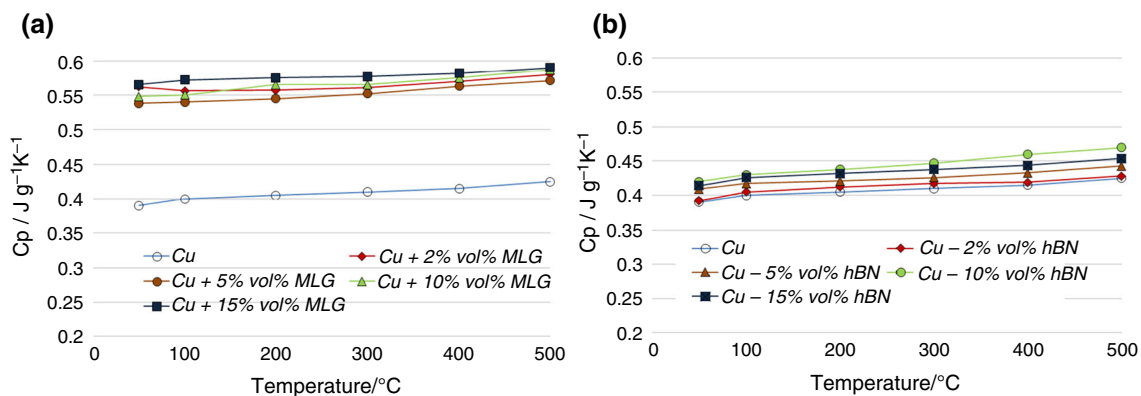 (a)
0.6
0.55
0.5
0.45
0.4
0.35
0.3
0.25
0.2
Cp / J g⁻¹K⁻¹
Cu
Cu + 2% vol% MLG
Cu + 5% vol% MLG
Cu + 10% vol% MLG
Cu + 15% vol% MLG
0 100 200 300 400 500
Temperature/°C
(b)
0.6
0.55
0.5
0.45
0.4
0.35
0.3
0.25
0.2
Cp / J g⁻¹K⁻¹
Cu
Cu – 2% vol% hBN
Cu – 5% vol% hBN
Cu – 10% vol% hBN
Cu – 15% vol% hBN
0 100 200 300 400 500
Temperature/°C